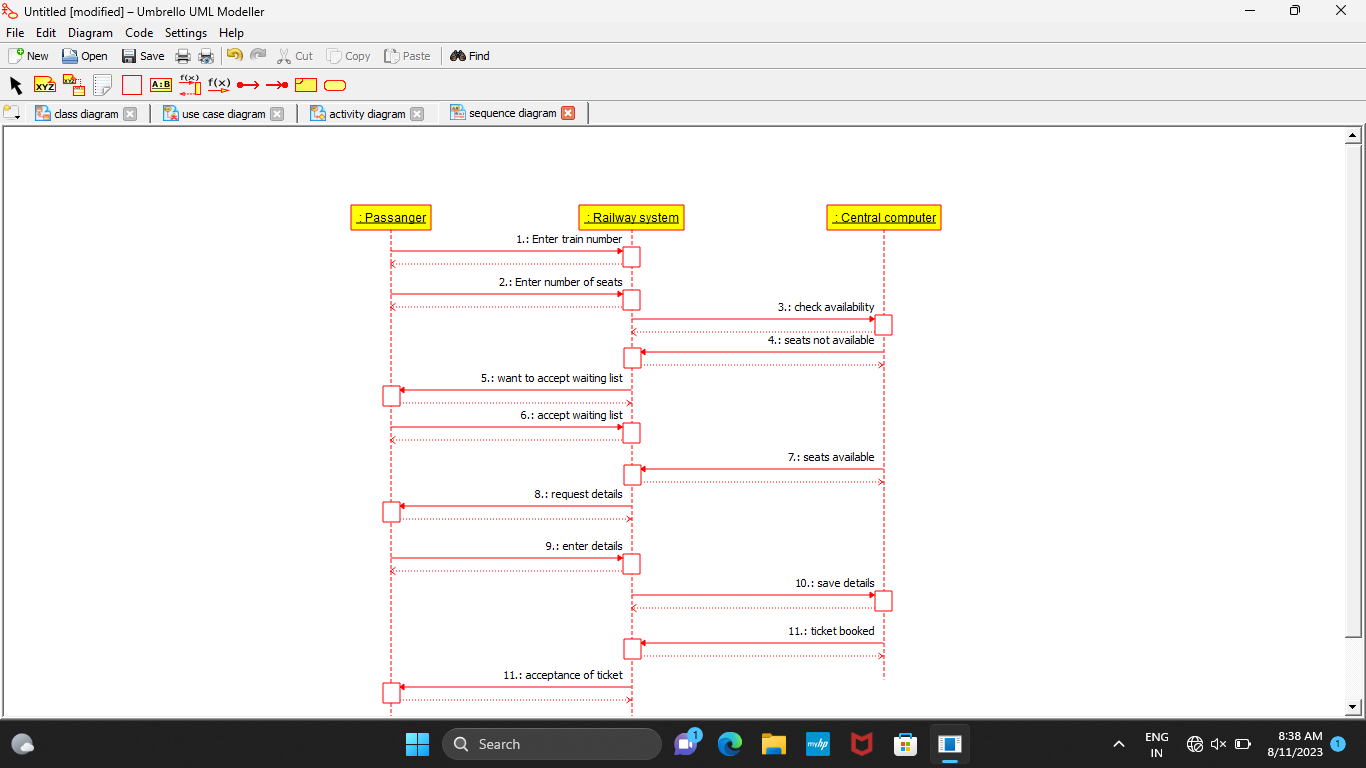 Untitled [modified] – Umbrello UML Modeller
File Edit Diagram Code Settings Help
New Open Save Cut Copy Paste Find
XYZ XYZ A:B f(x) f(x)
class diagram use case diagram activity diagram sequence diagram
: Passanger : Railway system : Central computer
1.: Enter train number
2.: Enter number of seats
3.: check availability
4.: seats not available
5.: want to accept waiting list
6.: accept waiting list
7.: seats available
8.: request details
9.: enter details
10.: save details
11.: ticket booked
11.: acceptance of ticket
Search
1
myhp
ENG
IN
8:38 AM
8/11/2023
1